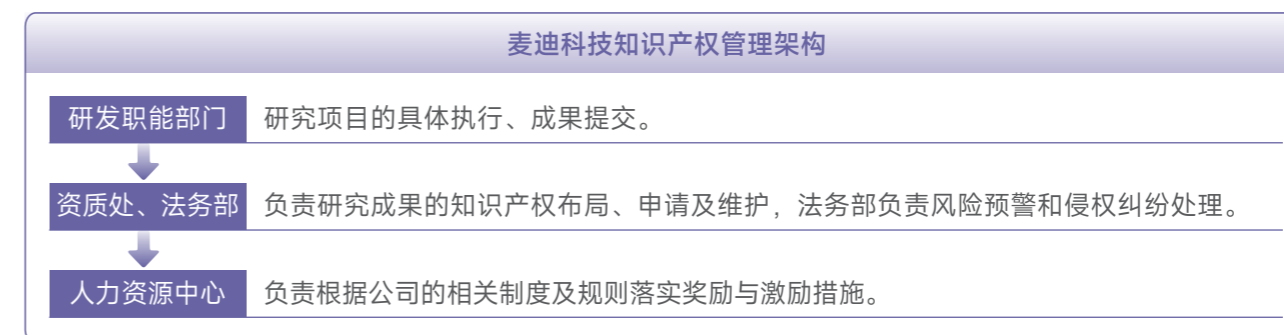 麦迪科技知识产权管理架构
研发职能部门
研究项目的具体执行、成果提交。
资质处、法务部
负责研究成果的知识产权布局、申请及维护，法务部负责风险预警和侵权纠纷处理。
人力资源中心
负责根据公司的相关制度及规则落实奖励与激励措施。